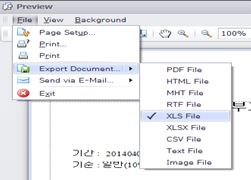 Preview
File View Background
Page Setup...
Print...
Print
100%
Export Document...
Send via E-Mail...
Exit
PDF File
HTML File
MHT File
RTF File
XLS File
XLSX File
CSV File
Text File
Image File
기간 : 201404
기준 : 일반(10